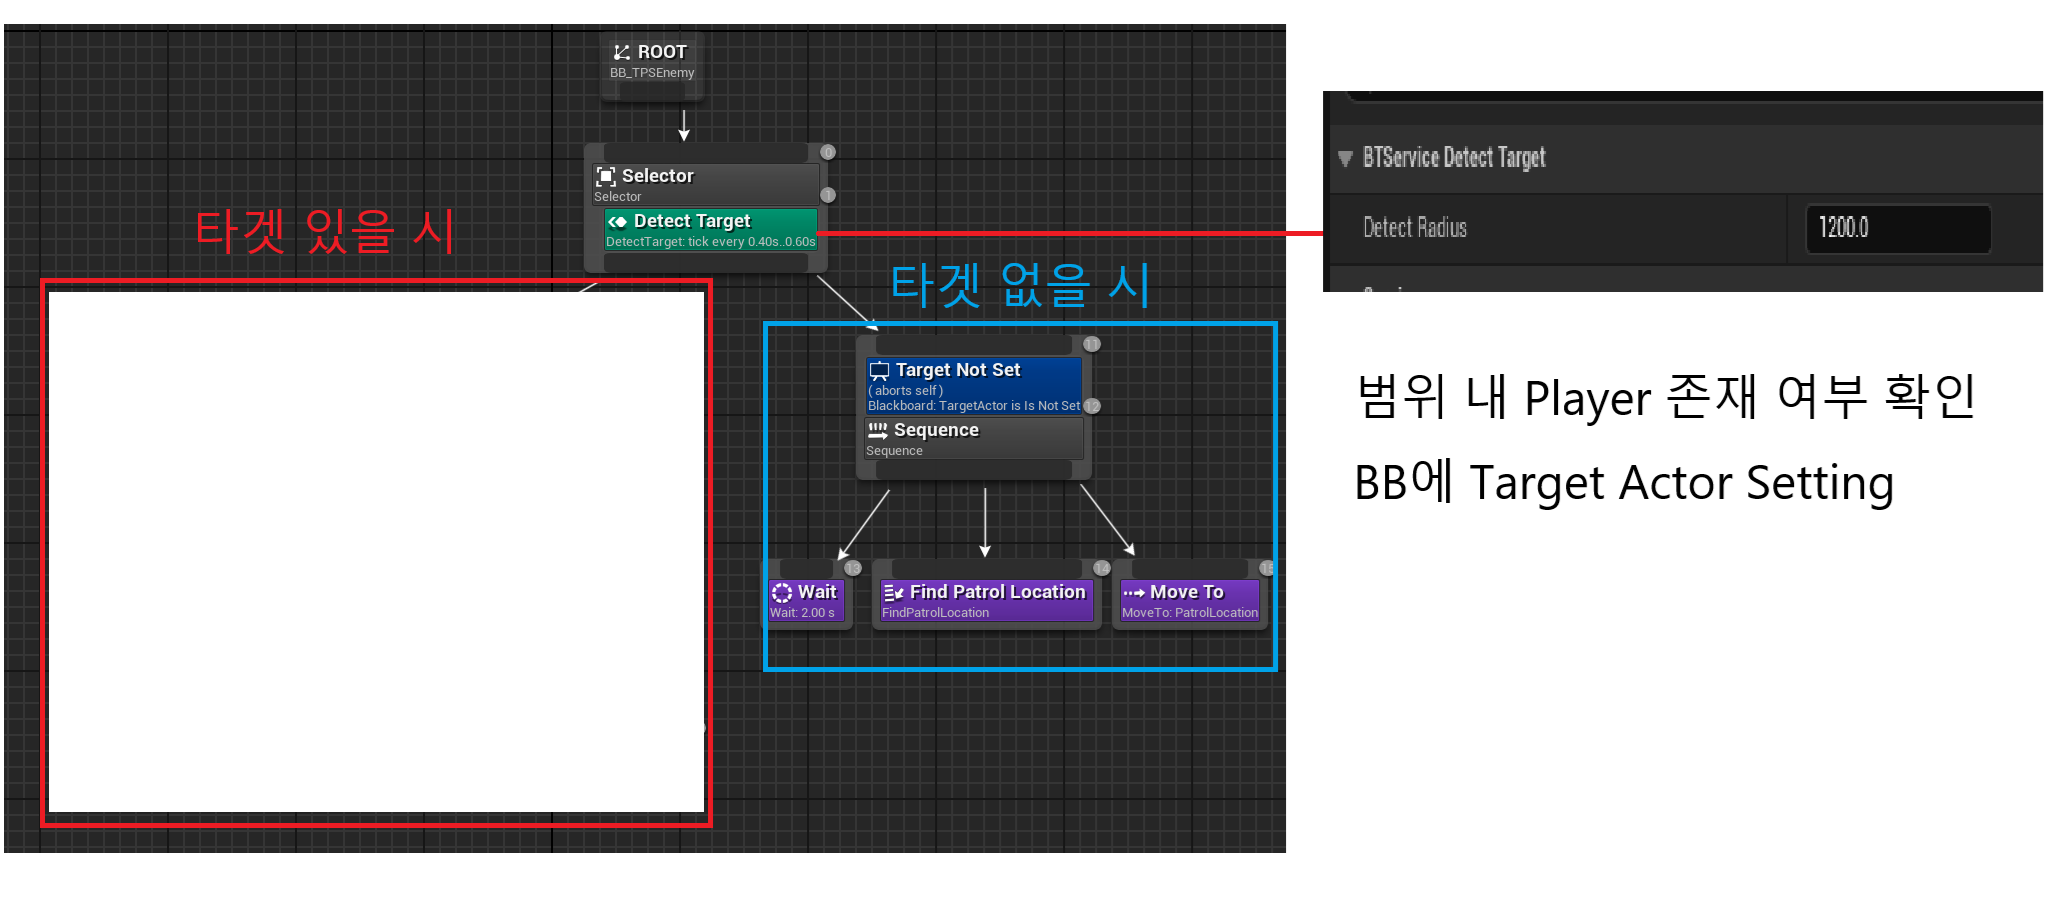 ROOT
BB_TPSEnemy
0
Selector
Selector
1
Detect Target
DetectTarget: tick every 0.40s..0.60s
타겟 있을 시
타겟 없을 시
11
Target Not Set
( aborts self )
Blackboard: TargetActor is Is Not Set
12
Sequence
Sequence
13
14
15
Wait
Wait: 2.00 s
Find Patrol Location
FindPatrolLocation
Move To
MoveTo: PatrolLocation
BTService Detect Target
Detect Radius
1200.0
범위 내 Player 존재 여부 확인
BB에 Target Actor Setting